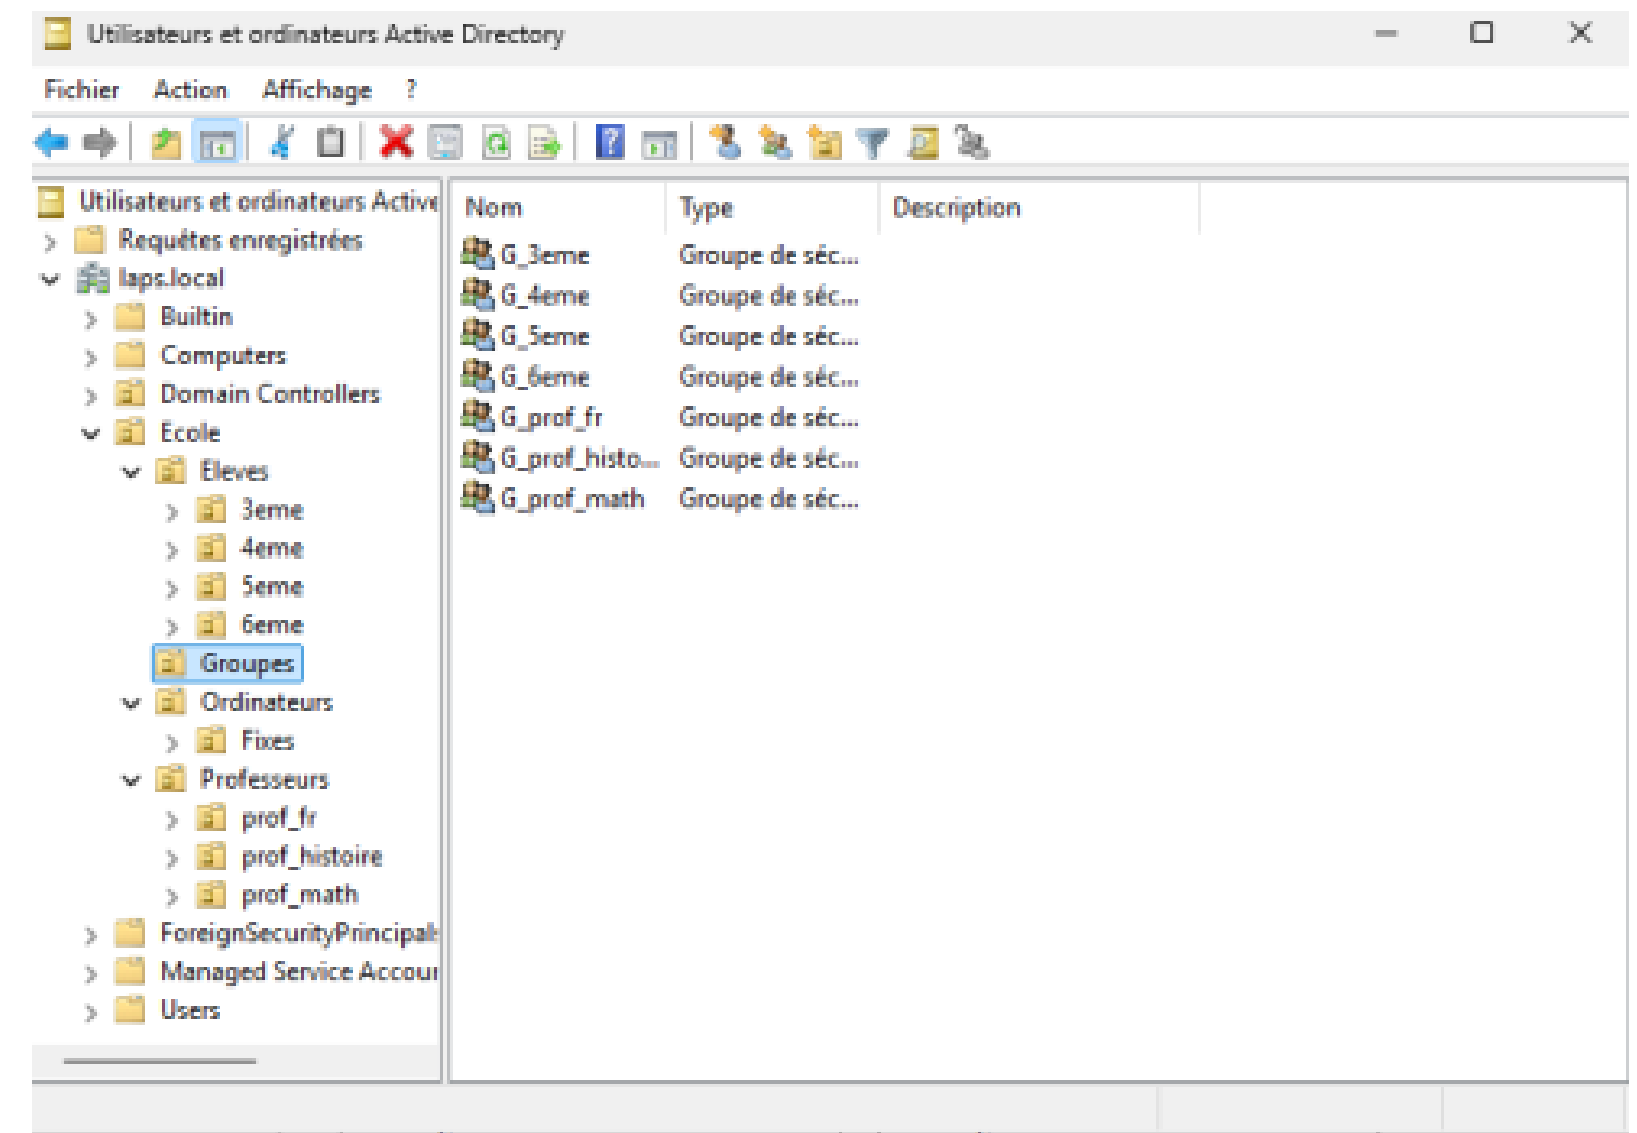 Utilisateurs et ordinateurs Active Directory
Fichier Action Affichage ?
Utilisateurs et ordinateurs Active
Requêtes enregistrées
laps.local
Builtin
Computers
Domain Controllers
Ecole
Eleves
3eme
4eme
5eme
6eme
Groupes
Ordinateurs
Fixes
Professeurs
prof_fr
prof_histoire
prof_math
ForeignSecurityPrincipals
Managed Service Accour
Users
Nom Type Description
G_3eme Groupe de séc...
G_4eme Groupe de séc...
G_5eme Groupe de séc...
G_6eme Groupe de séc...
G_prof_fr Groupe de séc...
G_prof_histo... Groupe de séc...
G_prof_math Groupe de séc...